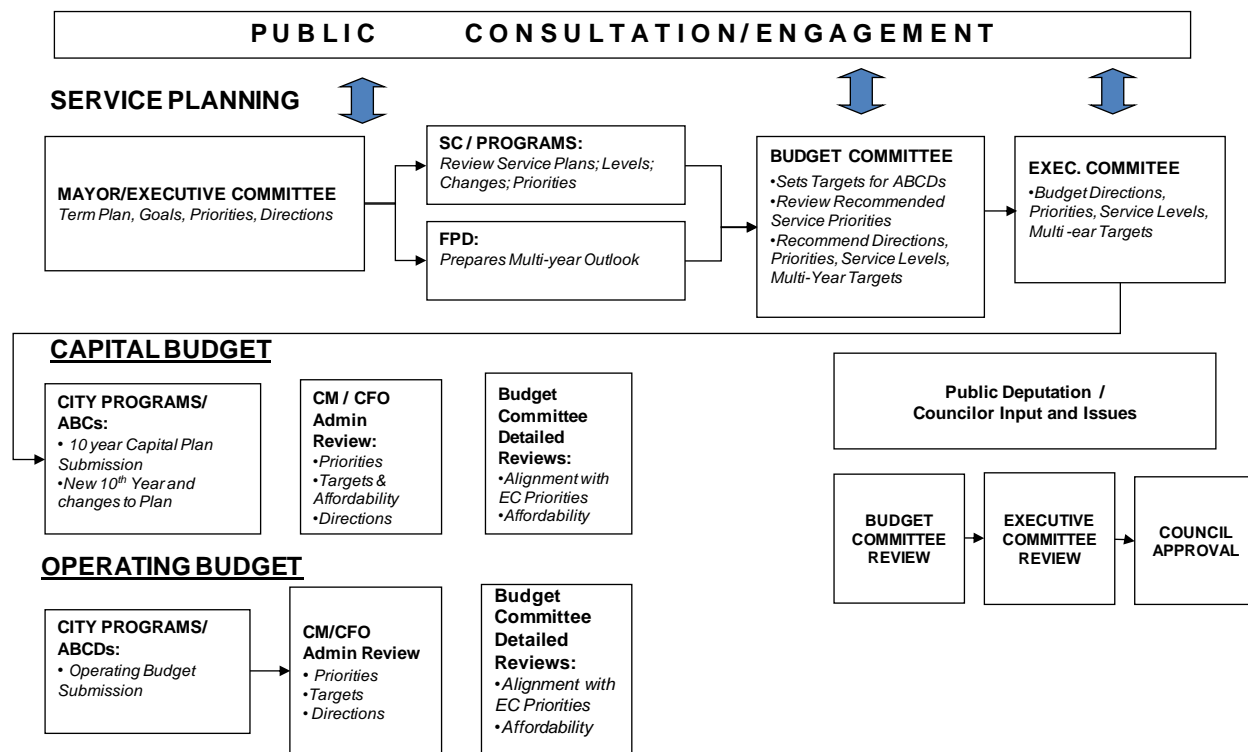 PUBLIC CONSULTATION/ENGAGEMENT
SERVICE PLANNING
MAYOR/EXECUTIVE COMMITTEE
Term Plan, Goals, Priorities, Directions
SC / PROGRAMS:
Review Service Plans; Levels;
Changes; Priorities
FPD:
Prepares Multi-year Outlook
BUDGET COMMITTEE
•Sets Targets for ABCDs
•Review Recommended
Service Priorities
•Recommend Directions,
Priorities, Service Levels,
Multi-Year Targets
EXEC. COMMITEE
•Budget Directions,
Priorities, Service Levels,
Multi -ear Targets
CAPITAL BUDGET
CITY PROGRAMS/
ABCs:
• 10 year Capital Plan
Submission
•New 10th Year and
changes to Plan
CM / CFO
Admin
Review:
•Priorities
•Targets &
Affordability
•Directions
Budget
Committee
Detailed
Reviews:
•Alignment with
EC Priorities
•Affordability
Public Deputation /
Councilor Input and Issues
BUDGET
COMMITTEE
REVIEW
EXECUTIVE
COMMITTEE
REVIEW
COUNCIL
APPROVAL
OPERATING BUDGET
CITY PROGRAMS/
ABCDs:
• Operating Budget
Submission
CM/CFO
Admin Review
• Priorities
•Targets
• Directions
Budget
Committee
Detailed
Reviews:
•Alignment with
EC Priorities
•Affordability